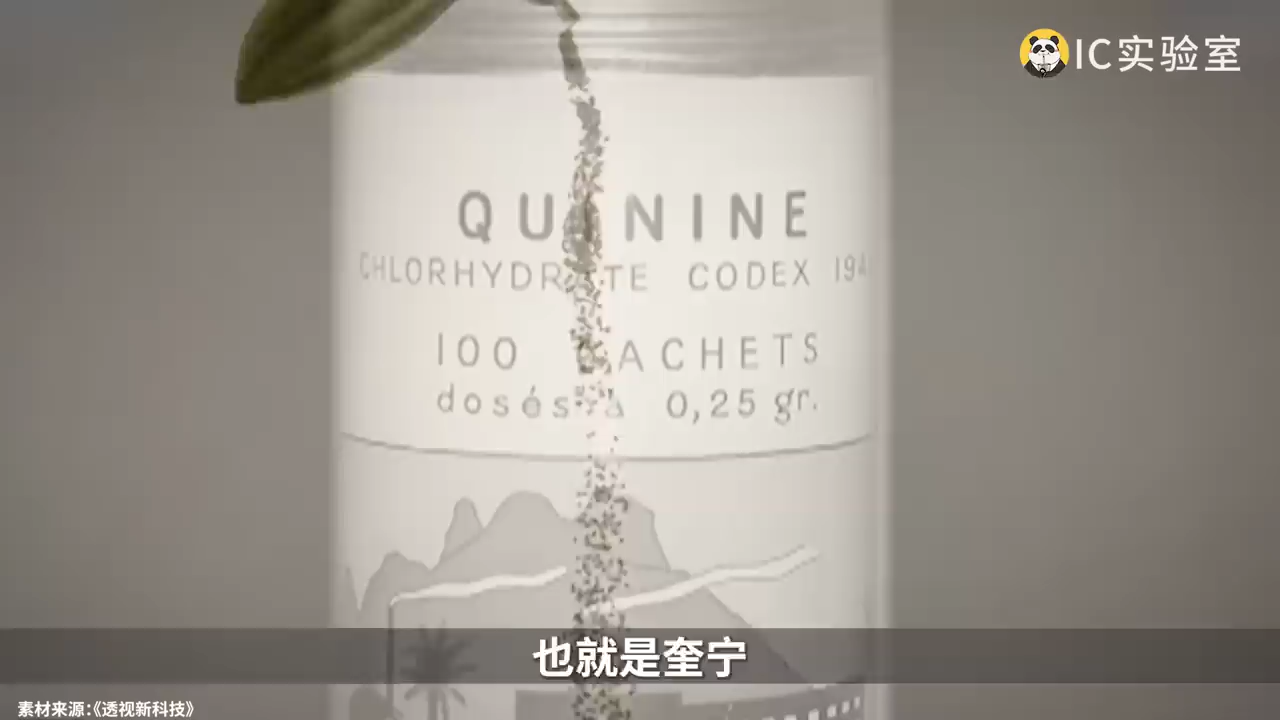 IC实验室
QUININE
CHLORHYDRATE CODEX 194
100 SACHETS
dosés à 0,25 gr.
也就是奎宁
素材来源：《透视新科技》